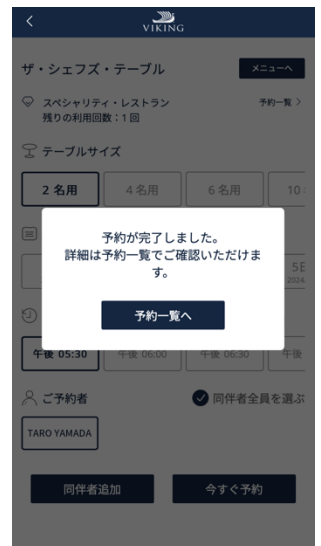 VIKING
ザ・シェフズ・テーブル
メニューへ
スペシャリティ・レストラン
予約一覧
残りの利用回数:1 回
テーブルサイズ
2 名用
4 名用
6 名用
10
予約が完了しました。
詳細は予約一覧でご確認いただけま
す。
5日
2024.
予約一覧へ
午後 05:30
午後 06:00
午後 06:30
午後
ご予約者
同伴者全員を選ぶ
TARO YAMADA
同伴者追加
今すぐ予約